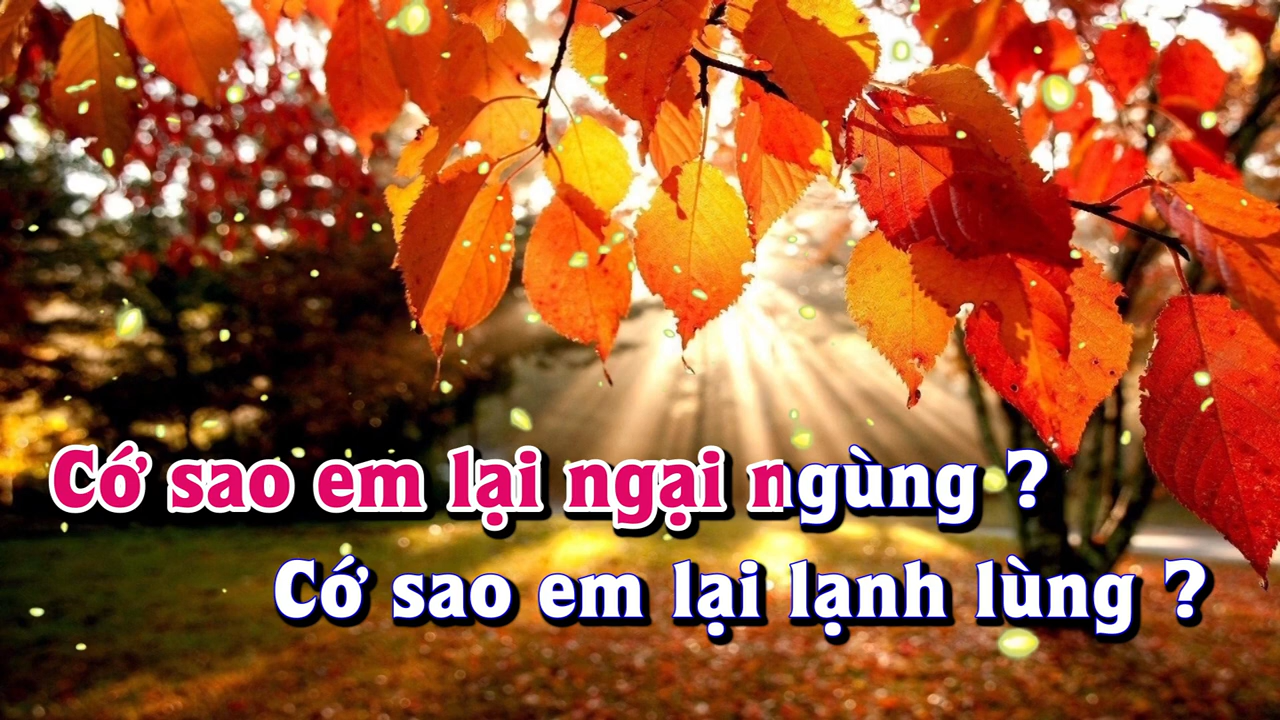 Cớ sao em lại ngại ngùng ?
Cớ sao em lại lạnh lùng ?